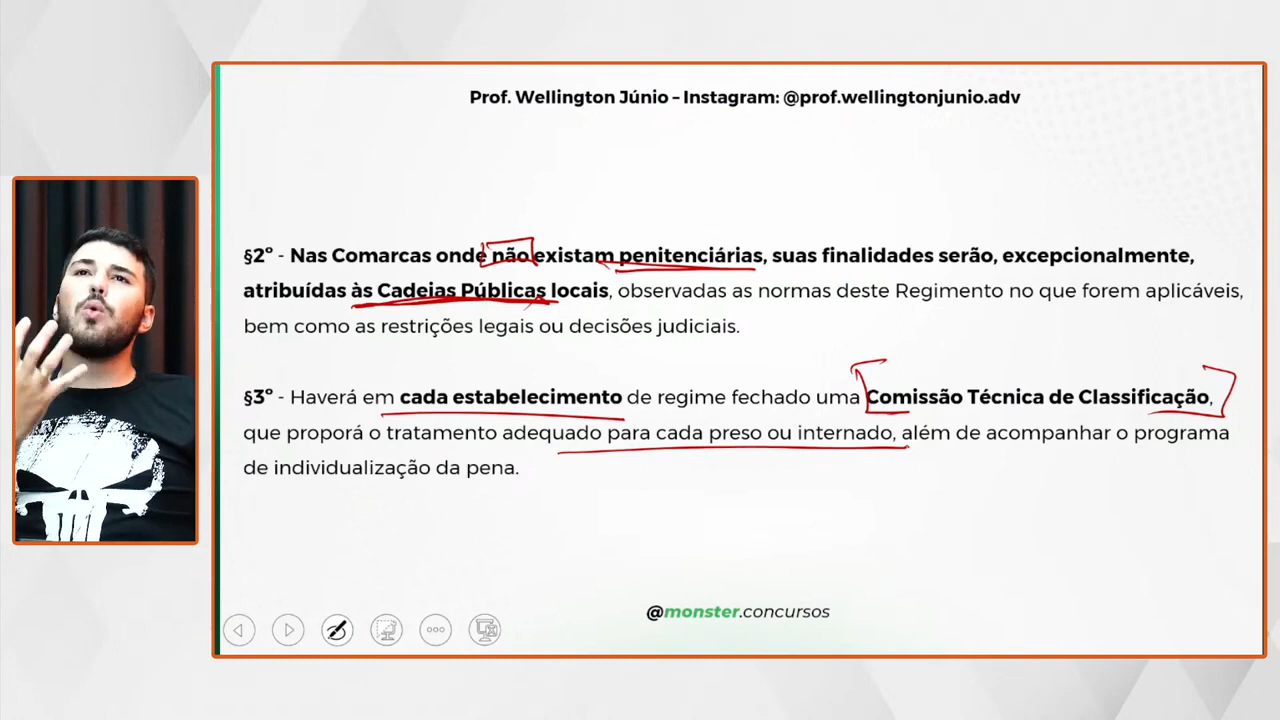 Prof. Wellington Júnio – Instagram: @prof.wellingtonjunio.adv
§2º - Nas Comarcas onde não existam penitenciárias, suas finalidades serão, excepcionalmente,
atribuídas às Cadeias Públicas locais, observadas as normas deste Regimento no que forem aplicáveis,
bem como as restrições legais ou decisões judiciais.
§3º - Haverá em cada estabelecimento de regime fechado uma Comissão Técnica de Classificação,
que proporá o tratamento adequado para cada preso ou internado, além de acompanhar o programa
de individualização da pena.
@monster.concursos